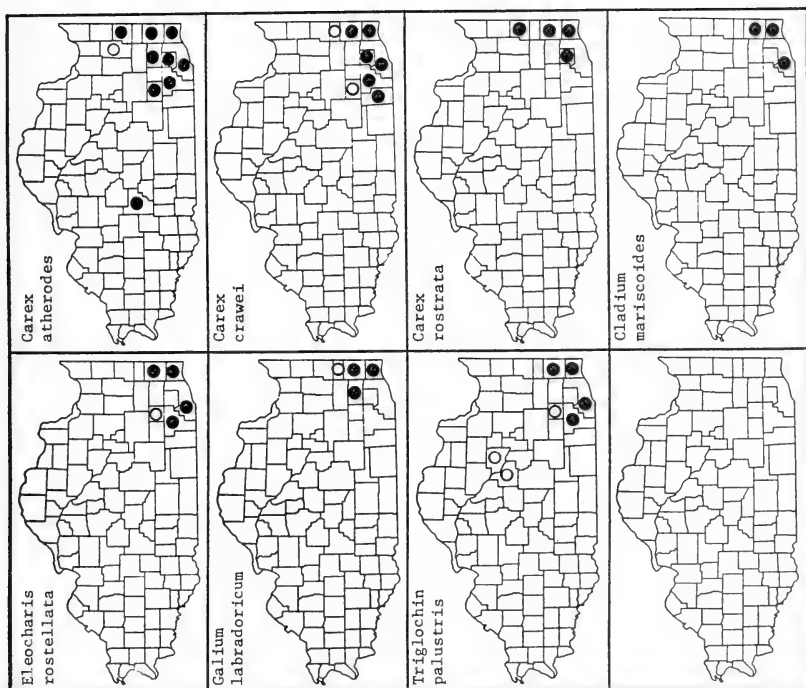 Eleocharis
rostellata
Carex
atherodes
Galium
labradoricum
Carex
crawei
Triglochin
palustris
Carex
rostrata
Cladium
mariscoides